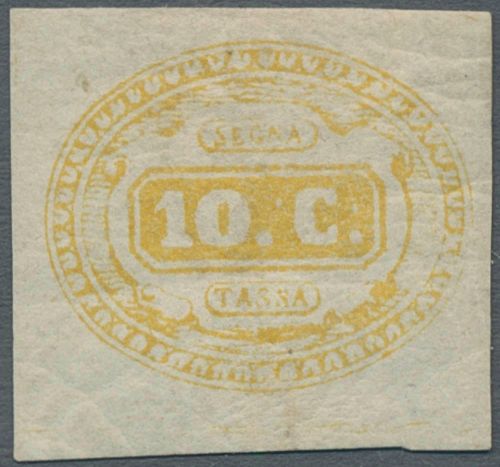 SEGNA
10. C.
TASSA